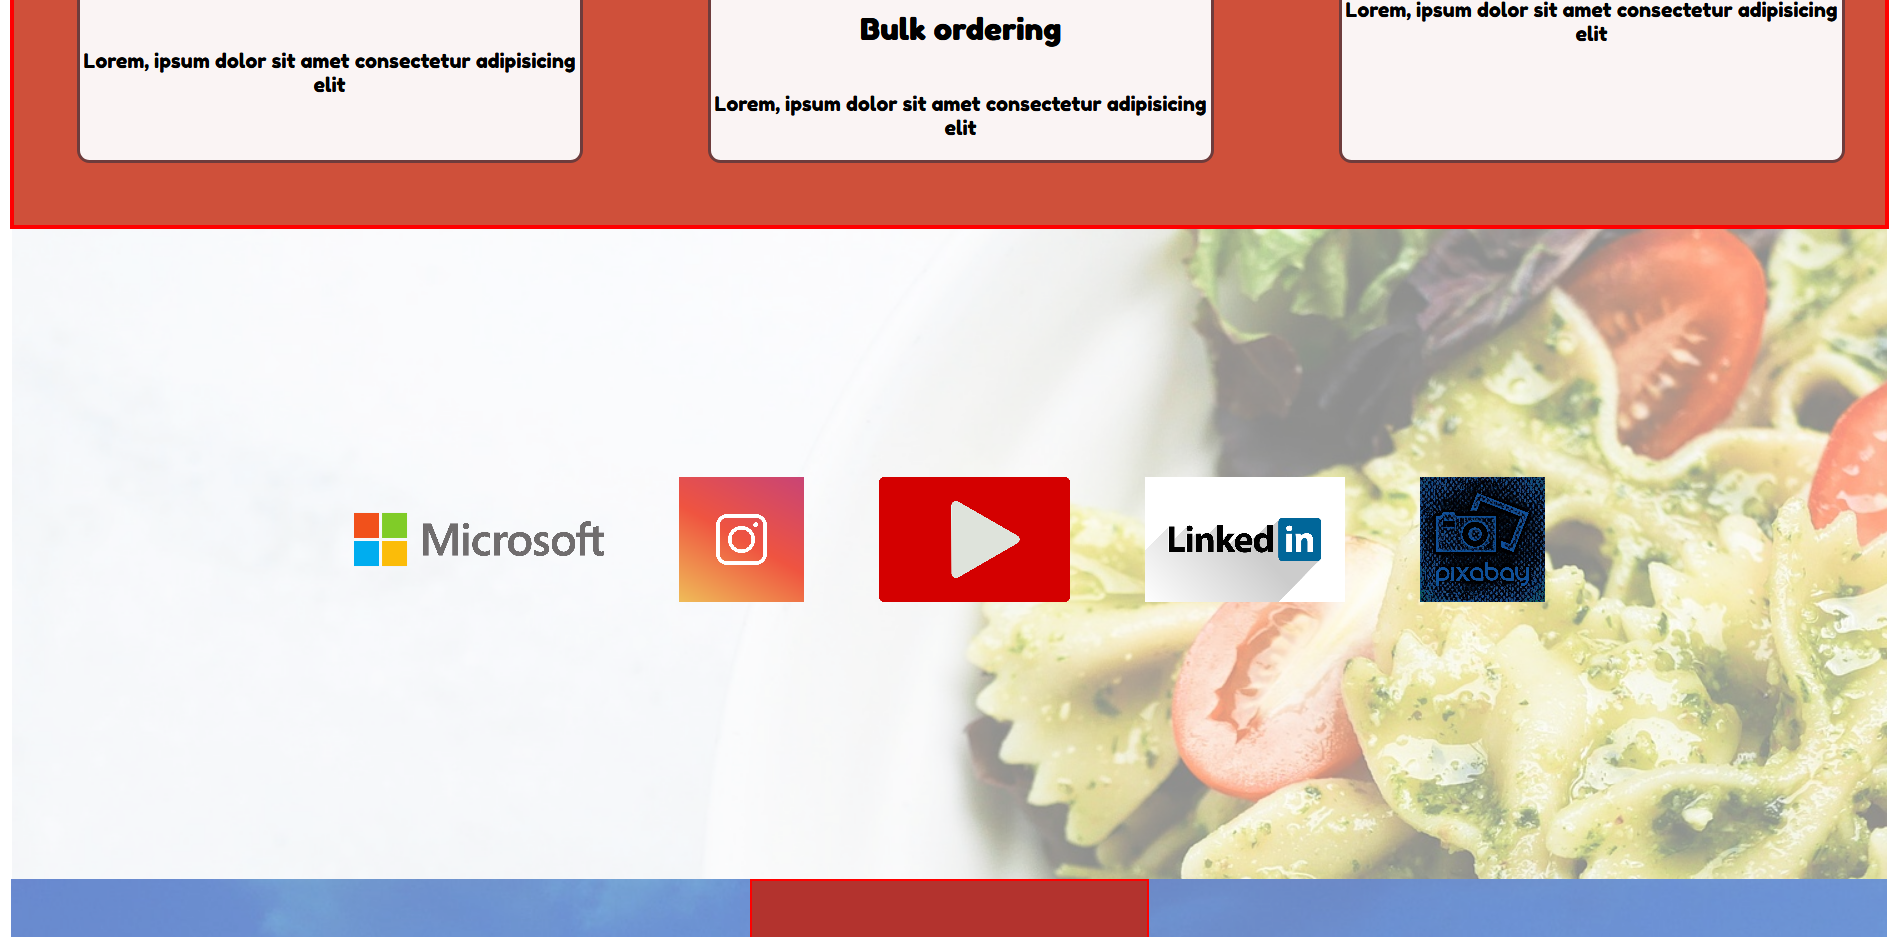 Lorem, ipsum dolor sit amet consectetur adipisicing
elit
Bulk ordering
Lorem, ipsum dolor sit amet consectetur adipisicing
elit
Lorem, ipsum dolor sit amet consectetur adipisicing
elit
Microsoft
Linked in
pixabay